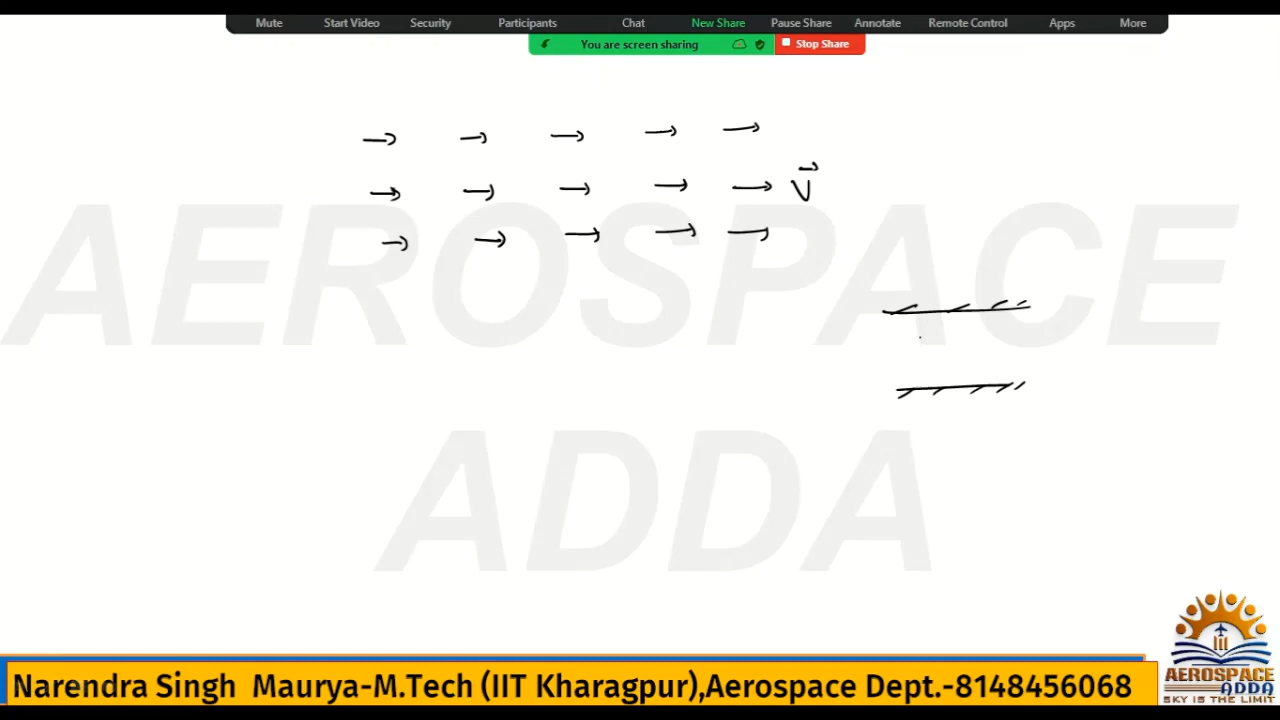 Mute Start Video Security Participants Chat New Share Pause Share Annotate Remote Control Apps More
You are screen sharing Stop Share
V
AEROSPACE
ADDA
Narendra Singh Maurya-M.Tech (IIT Kharagpur),Aerospace Dept.-8148456068
AEROSPACE
ADDA
SKY IS THE LIMIT